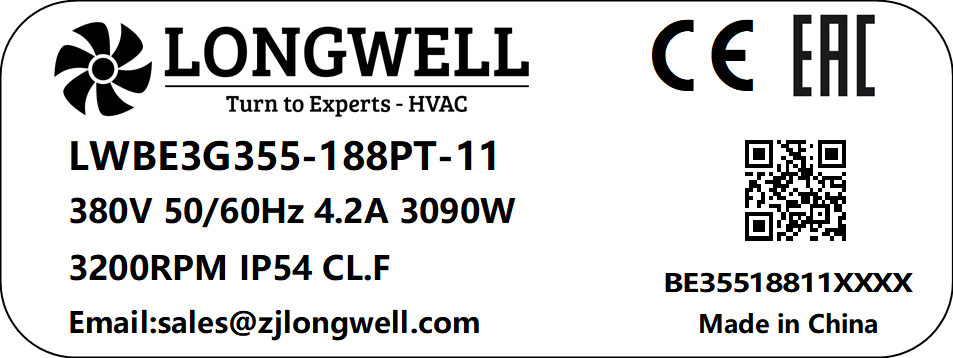 LONGWELL
Turn to Experts - HVAC
CE EAC
LWBE3G355-188PT-11
380V 50/60Hz 4.2A 3090W
3200RPM IP54 CL.F
Email:sales@zjlongwell.com
BE35518811XXXX
Made in China